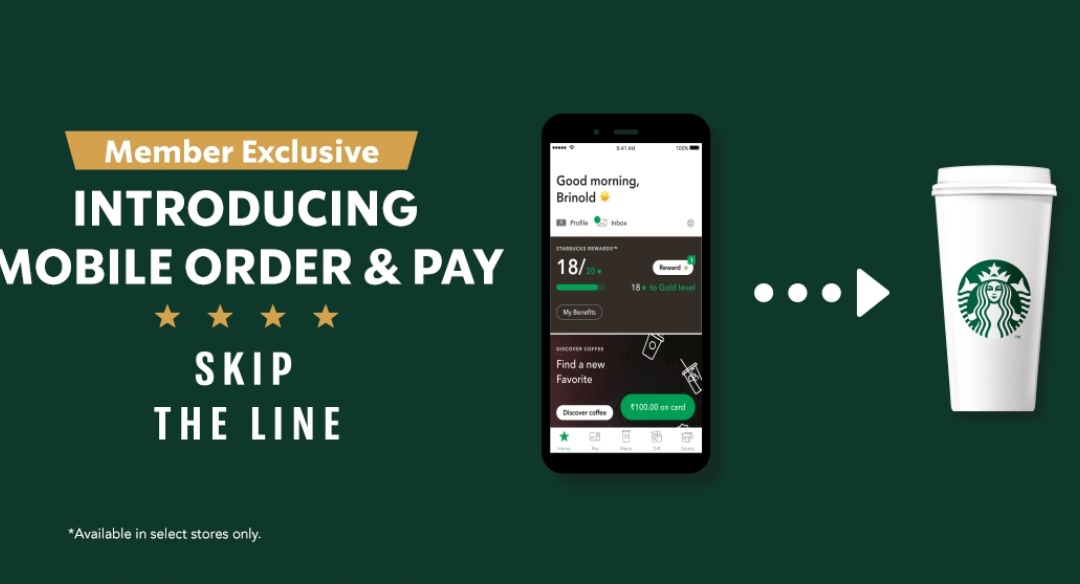 Member Exclusive
INTRODUCING
MOBILE ORDER & PAY
SKIP
THE LINE
*Available in select stores only.
9:41 AM
100%
Good morning,
Brinold
Profile
Inbox
STARBUCKS REWARDS™
18/20★
Reward
1
18★ to Gold level
My Benefits
DISCOVER COFFEE
Find a new
Favorite
Discover coffee
₹100.00 on card
Home
Pay
Menu
Gift
Stores
TM